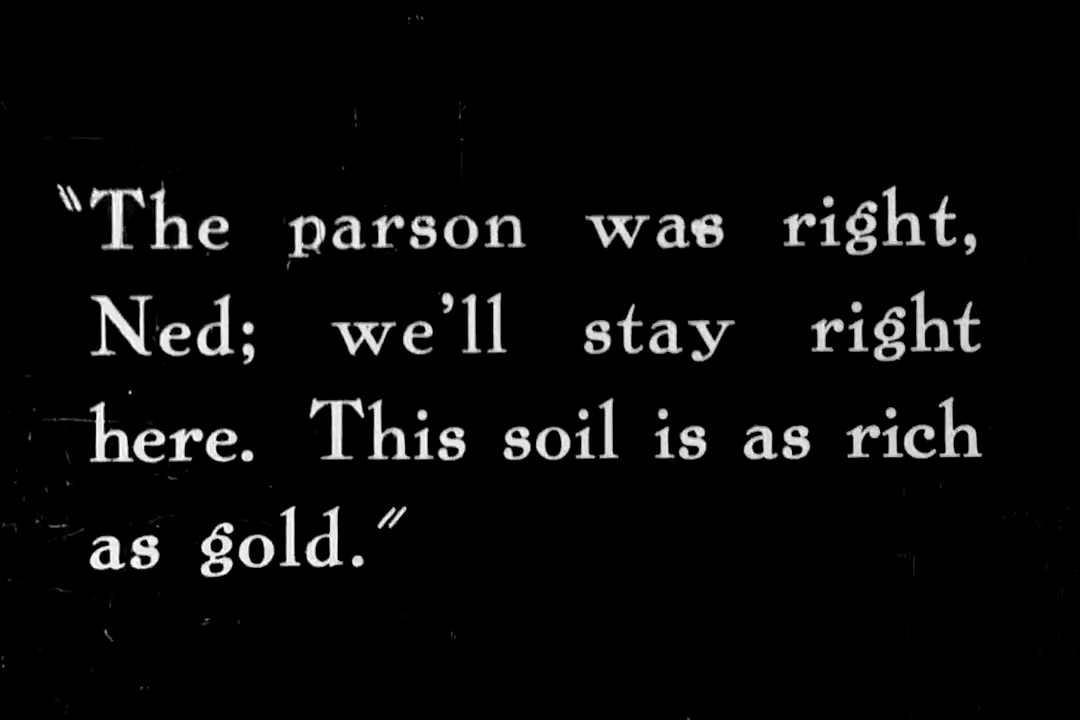 "The parson was right,
Ned; we'll stay right
here. This soil is as rich
as gold."